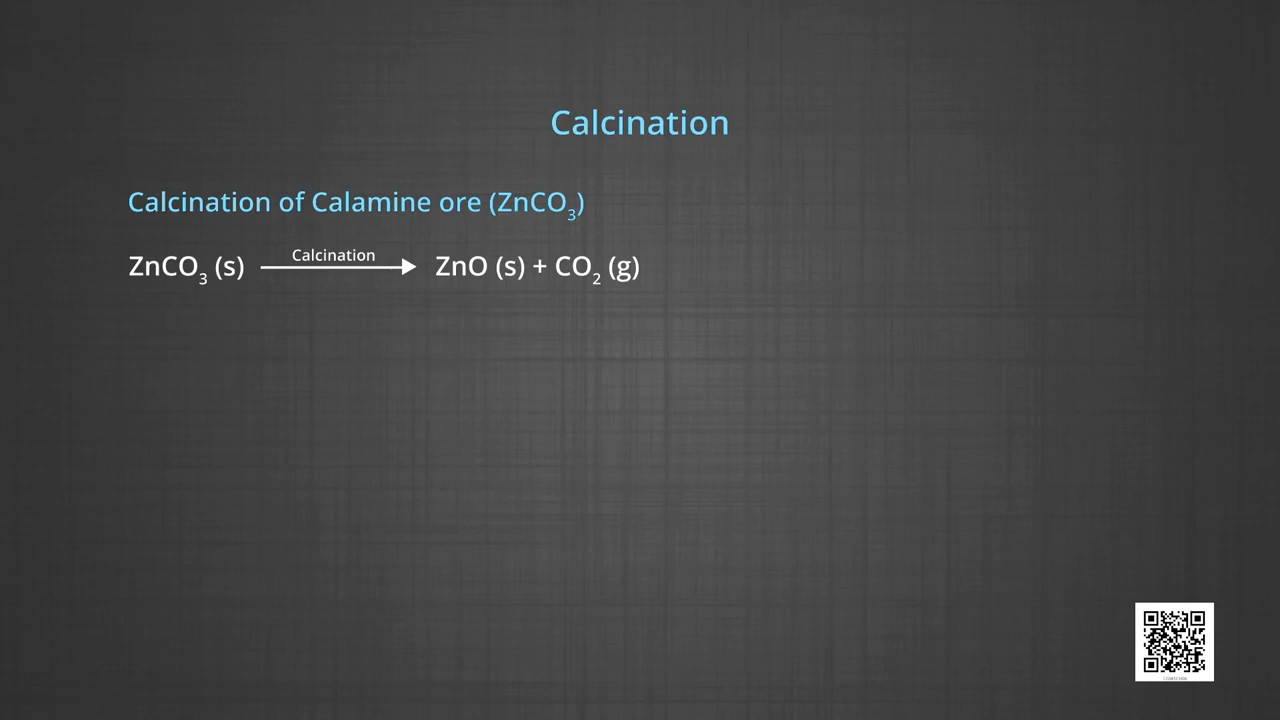 Calcination
Calcination of Calamine ore (ZnCO₃)
ZnCO₃ (s) Calcination → ZnO (s) + CO₂ (g)